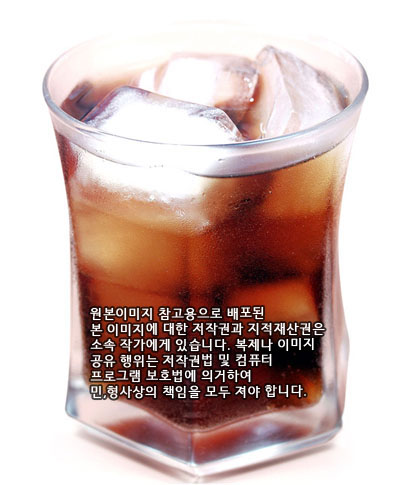 원본이미지 참고용으로 배포된
본 이미지에 대한 저작권과 지적재산권은
소속 작가에게 있습니다. 복제나 이미지
공유 행위는 저작권법 및 컴퓨터
프로그램 보호법에 의거하여
민,형사상의 책임을 모두 져야 합니다.